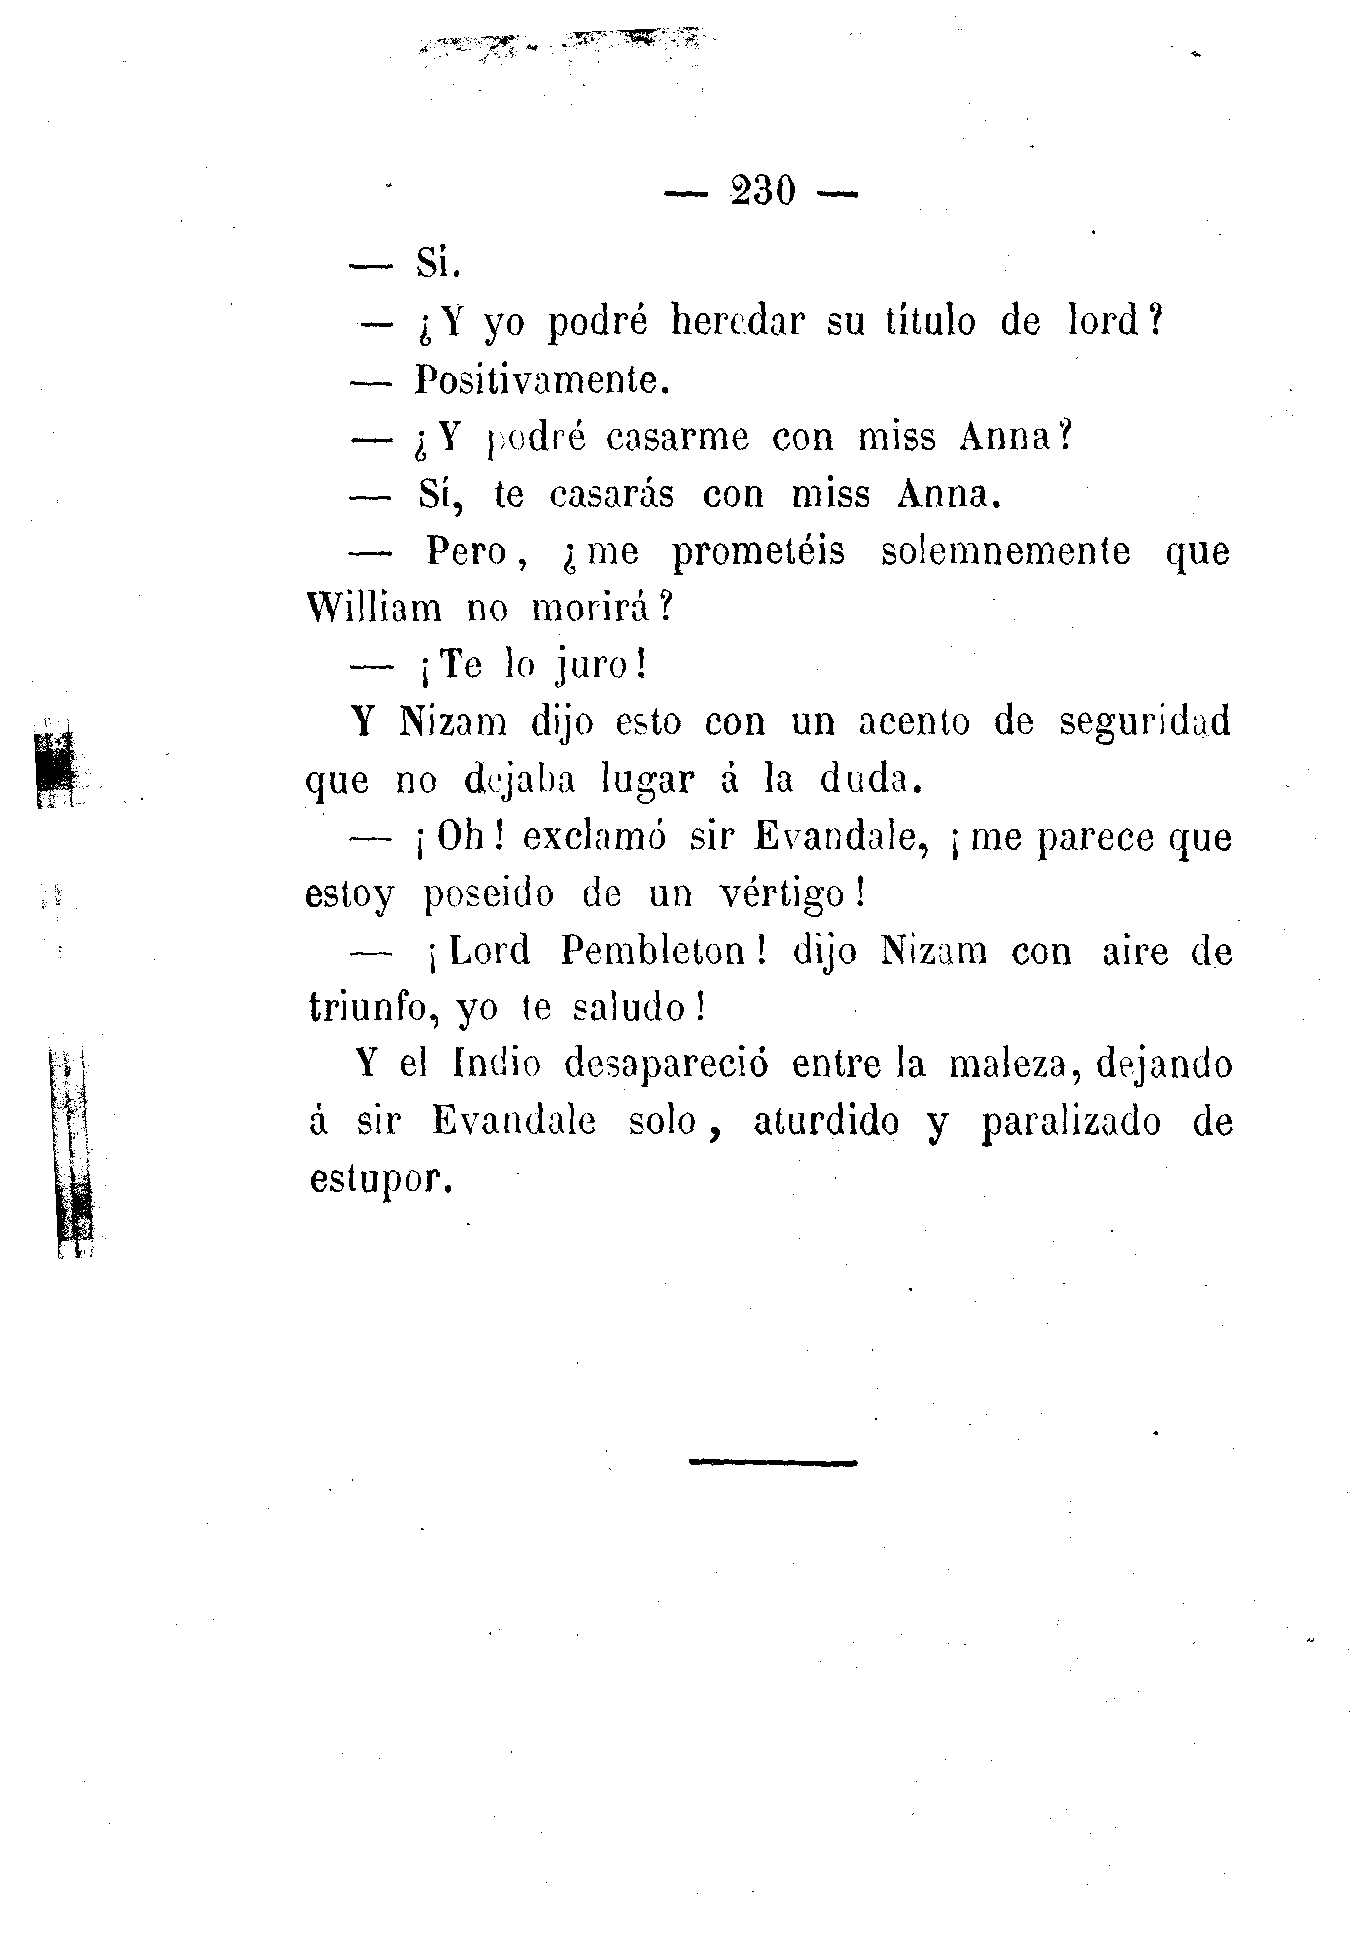 — 230 —
— Sí.
— ¿Y yo podré heredar su título de lord?
— Positivamente.
— ¿Y podré casarme con miss Anna?
— Sí, te casarás con miss Anna.
— Pero, ¿me prometéis solemnemente que
William no morirá?
— ¡Te lo juro!
Y Nizam dijo esto con un acento de seguridad
que no dejaba lugar á la duda.
— ¡Oh! exclamó sir Evandale, ¡me parece que
estoy poseido de un vértigo!
— ¡Lord Pembleton! dijo Nizam con aire de
triunfo, yo te saludo!
Y el Indio desapareció entre la maleza, dejando
á sir Evandale solo, aturdido y paralizado de
estupor.